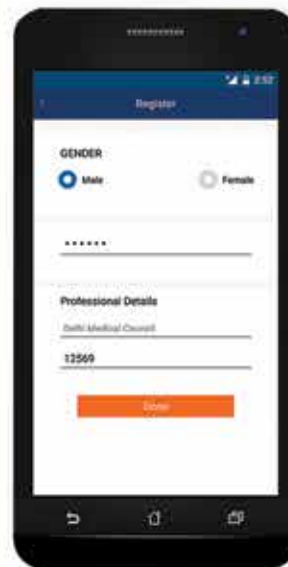 2:52
Register
GENDER
Male Female
••••••
Professional Details
Delhi Medical Council
12569
Done